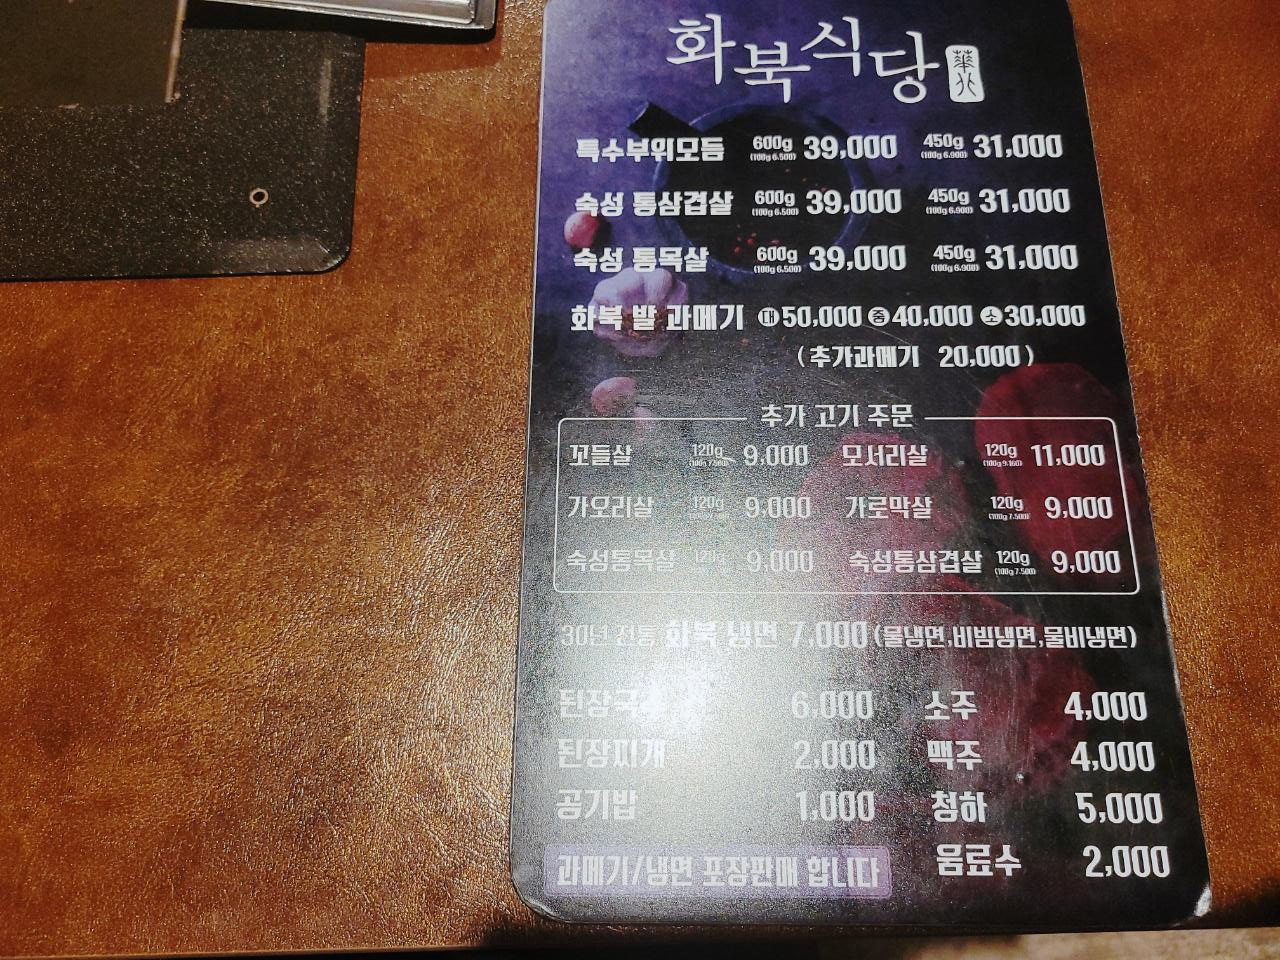 화북식당 華北
특수부위모듬 600g (100g 6.500) 39,000 450g (100g 6.900) 31,000
숙성 통삼겹살 600g (100g 6.500) 39,000 450g (100g 6.900) 31,000
숙성 통목살 600g (100g 6.500) 39,000 450g (100g 6.900) 31,000
화북 발 과메기 대 50,000 중 40,000 소 30,000
(추가과메기 20,000)
추가 고기 주문
꼬들살 120g (100g 7.500) 9,000 모서리살 120g (100g 9.160) 11,000
가오리살 120g 9,000 가로막살 120g (100g 7.500) 9,000
숙성통목살 120g 9,000 숙성통삼겹살 120g (100g 7.500) 9,000
30년 전통 화북 냉면 7,000 (물냉면,비빔냉면,물비냉면)
6,000 소주 4,000
된장찌개 2,000 맥주 4,000
공기밥 1,000 청하 5,000
과메기/냉면 포장판매 합니다 음료수 2,000